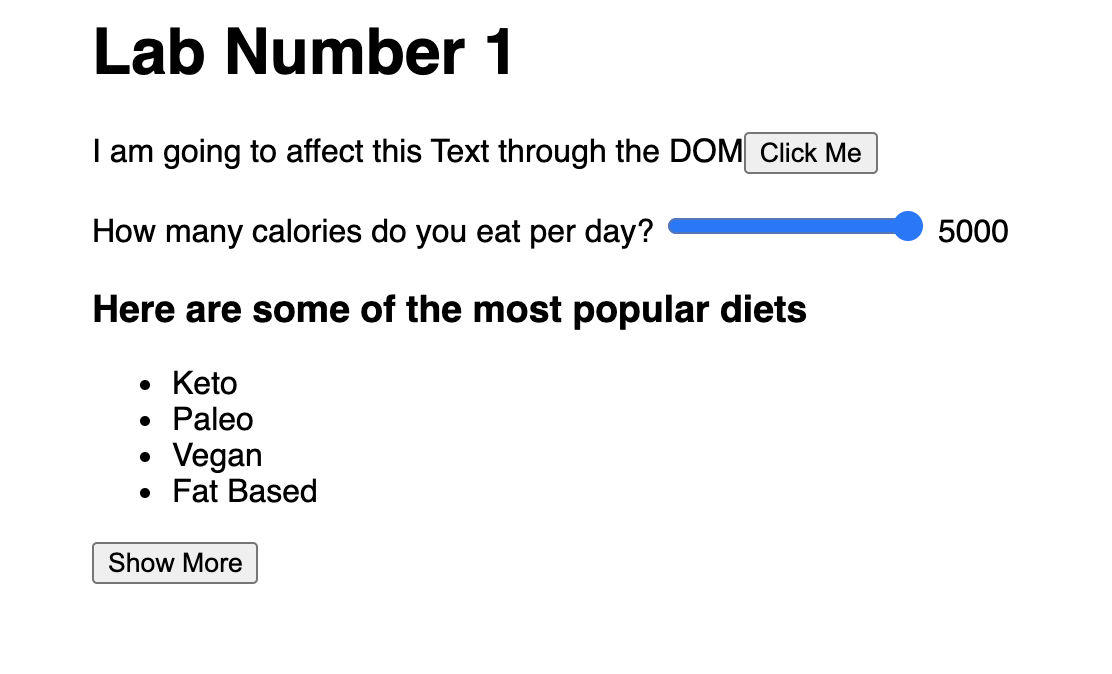 Lab Number 1
I am going to affect this Text through the DOM Click Me
How many calories do you eat per day? 5000
Here are some of the most popular diets
Keto
Paleo
Vegan
Fat Based
Show More